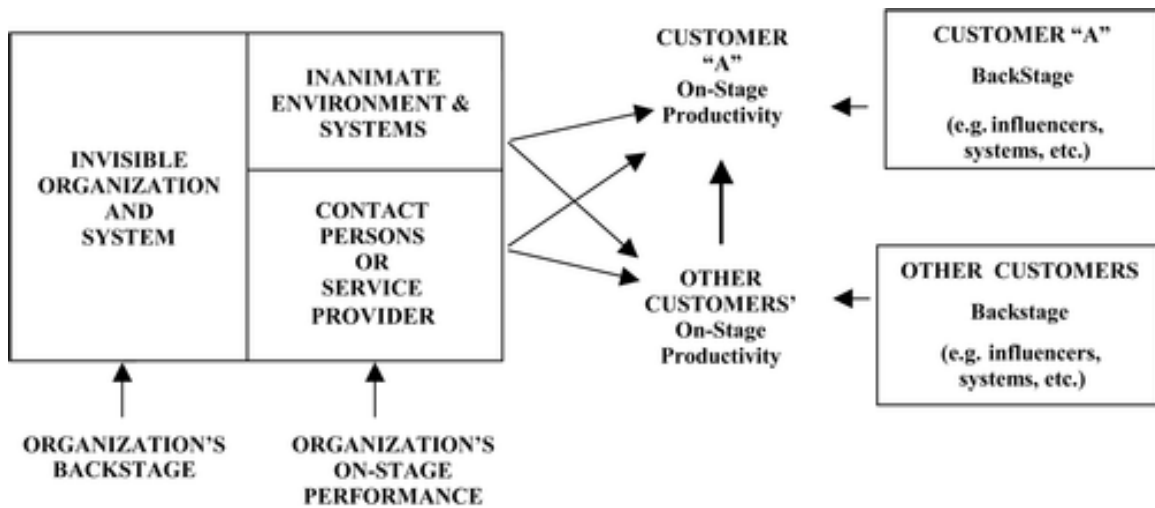 INVISIBLE
ORGANIZATION
AND
SYSTEM
INANIMATE
ENVIRONMENT &
SYSTEMS
CONTACT
PERSONS
OR
SERVICE
PROVIDER
ORGANIZATION'S
BACKSTAGE
ORGANIZATION'S
ON-STAGE
PERFORMANCE
CUSTOMER
“A”
On-Stage
Productivity
OTHER
CUSTOMERS'
On-Stage
Productivity
CUSTOMER “A”
BackStage
(e.g. influencers,
systems, etc.)
OTHER CUSTOMERS
Backstage
(e.g. influencers,
systems, etc.)